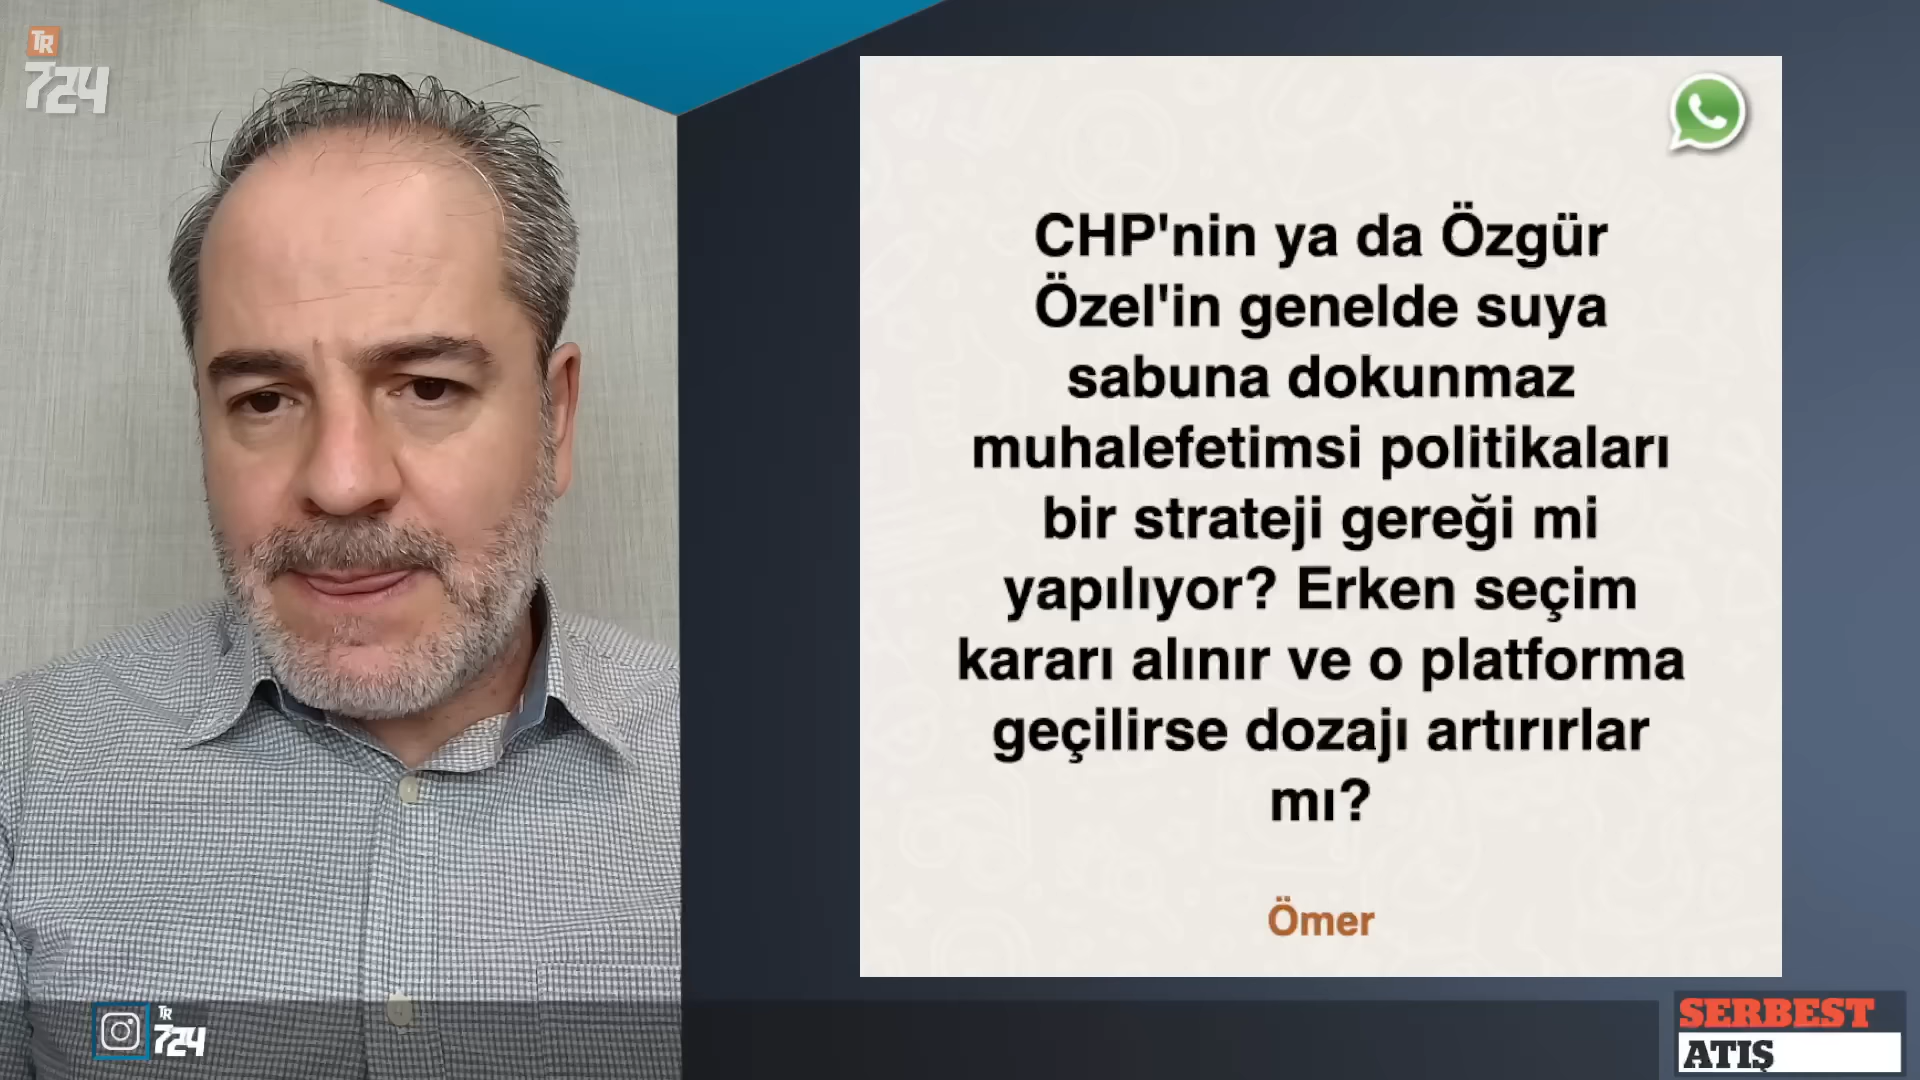 TR
724
CHP'nin ya da Özgür
Özel'in genelde suya
sabuna dokunmaz
muhalefetimsi politikaları
bir strateji gereği mi
yapılıyor? Erken seçim
kararı alınır ve o platforma
geçilirse dozajı artırırlar
mı?
Ömer
TR
724
SERBEST
ATIŞ